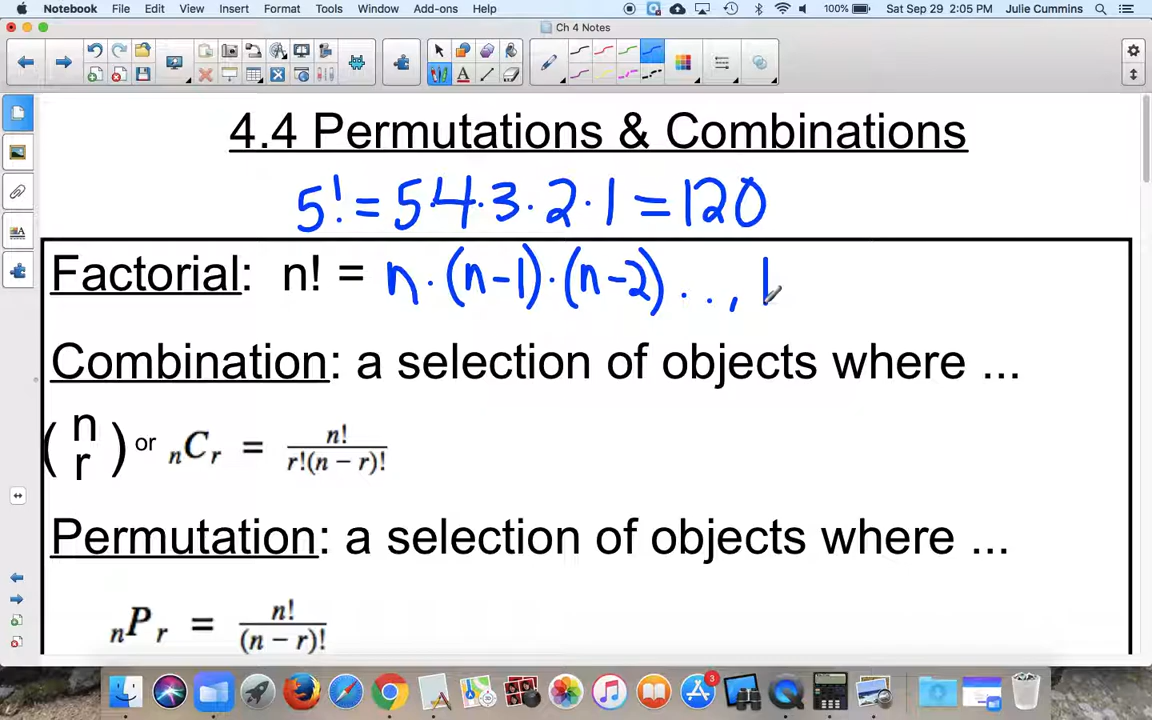 Notebook File Edit View Insert Format Tools Window Add-ons Help 100% Sat Sep 29 2:05 PM Julie Cummins
Ch 4 Notes
4.4 Permutations & Combinations
5! = 5·4·3·2·1 = 120
Factorial: n! = n·(n-1)·(n-2) . . , 1
Combination: a selection of objects where ...
(n r) or nCr = n!/r!(n − r)!
Permutation: a selection of objects where ...
nPr = n!/(n − r)!
3